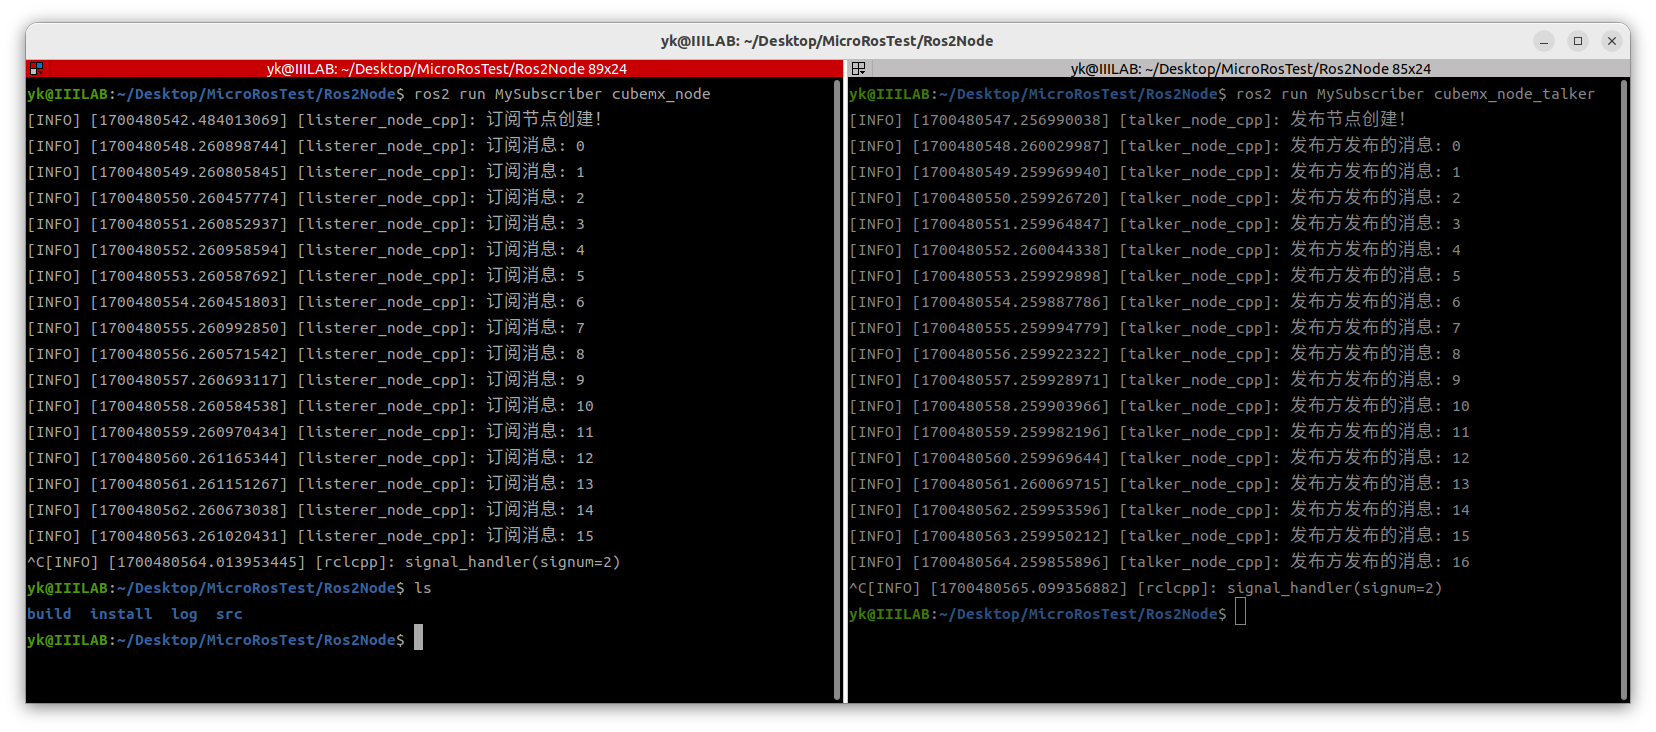 yk@IIILAB: ~/Desktop/MicroRosTest/Ros2Node
yk@IIILAB: ~/Desktop/MicroRosTest/Ros2Node 89x24
yk@IIILAB:~/Desktop/MicroRosTest/Ros2Node$ ros2 run MySubscriber cubemx_node
[INFO] [1700480542.484013069] [listerer_node_cpp]: 订阅节点创建！
[INFO] [1700480548.260898744] [listerer_node_cpp]: 订阅消息: 0
[INFO] [1700480549.260805845] [listerer_node_cpp]: 订阅消息: 1
[INFO] [1700480550.260457774] [listerer_node_cpp]: 订阅消息: 2
[INFO] [1700480551.260852937] [listerer_node_cpp]: 订阅消息: 3
[INFO] [1700480552.260958594] [listerer_node_cpp]: 订阅消息: 4
[INFO] [1700480553.260587692] [listerer_node_cpp]: 订阅消息: 5
[INFO] [1700480554.260451803] [listerer_node_cpp]: 订阅消息: 6
[INFO] [1700480555.260992850] [listerer_node_cpp]: 订阅消息: 7
[INFO] [1700480556.260571542] [listerer_node_cpp]: 订阅消息: 8
[INFO] [1700480557.260693117] [listerer_node_cpp]: 订阅消息: 9
[INFO] [1700480558.260584538] [listerer_node_cpp]: 订阅消息: 10
[INFO] [1700480559.260970434] [listerer_node_cpp]: 订阅消息: 11
[INFO] [1700480560.261165344] [listerer_node_cpp]: 订阅消息: 12
[INFO] [1700480561.261151267] [listerer_node_cpp]: 订阅消息: 13
[INFO] [1700480562.260673038] [listerer_node_cpp]: 订阅消息: 14
[INFO] [1700480563.261020431] [listerer_node_cpp]: 订阅消息: 15
^C[INFO] [1700480564.013953445] [rclcpp]: signal_handler(signum=2)
yk@IIILAB:~/Desktop/MicroRosTest/Ros2Node$ ls
build  install  log  src
yk@IIILAB:~/Desktop/MicroRosTest/Ros2Node$
yk@IIILAB: ~/Desktop/MicroRosTest/Ros2Node 85x24
yk@IIILAB:~/Desktop/MicroRosTest/Ros2Node$ ros2 run MySubscriber cubemx_node_talker
[INFO] [1700480547.256990038] [talker_node_cpp]: 发布节点创建！
[INFO] [1700480548.260029987] [talker_node_cpp]: 发布方发布的消息: 0
[INFO] [1700480549.259969940] [talker_node_cpp]: 发布方发布的消息: 1
[INFO] [1700480550.259926720] [talker_node_cpp]: 发布方发布的消息: 2
[INFO] [1700480551.259964847] [talker_node_cpp]: 发布方发布的消息: 3
[INFO] [1700480552.260044338] [talker_node_cpp]: 发布方发布的消息: 4
[INFO] [1700480553.259929898] [talker_node_cpp]: 发布方发布的消息: 5
[INFO] [1700480554.259887786] [talker_node_cpp]: 发布方发布的消息: 6
[INFO] [1700480555.259994779] [talker_node_cpp]: 发布方发布的消息: 7
[INFO] [1700480556.259922322] [talker_node_cpp]: 发布方发布的消息: 8
[INFO] [1700480557.259928971] [talker_node_cpp]: 发布方发布的消息: 9
[INFO] [1700480558.259903966] [talker_node_cpp]: 发布方发布的消息: 10
[INFO] [1700480559.259982196] [talker_node_cpp]: 发布方发布的消息: 11
[INFO] [1700480560.259969644] [talker_node_cpp]: 发布方发布的消息: 12
[INFO] [1700480561.260069715] [talker_node_cpp]: 发布方发布的消息: 13
[INFO] [1700480562.259953596] [talker_node_cpp]: 发布方发布的消息: 14
[INFO] [1700480563.259950212] [talker_node_cpp]: 发布方发布的消息: 15
[INFO] [1700480564.259855896] [talker_node_cpp]: 发布方发布的消息: 16
^C[INFO] [1700480565.099356882] [rclcpp]: signal_handler(signum=2)
yk@IIILAB:~/Desktop/MicroRosTest/Ros2Node$